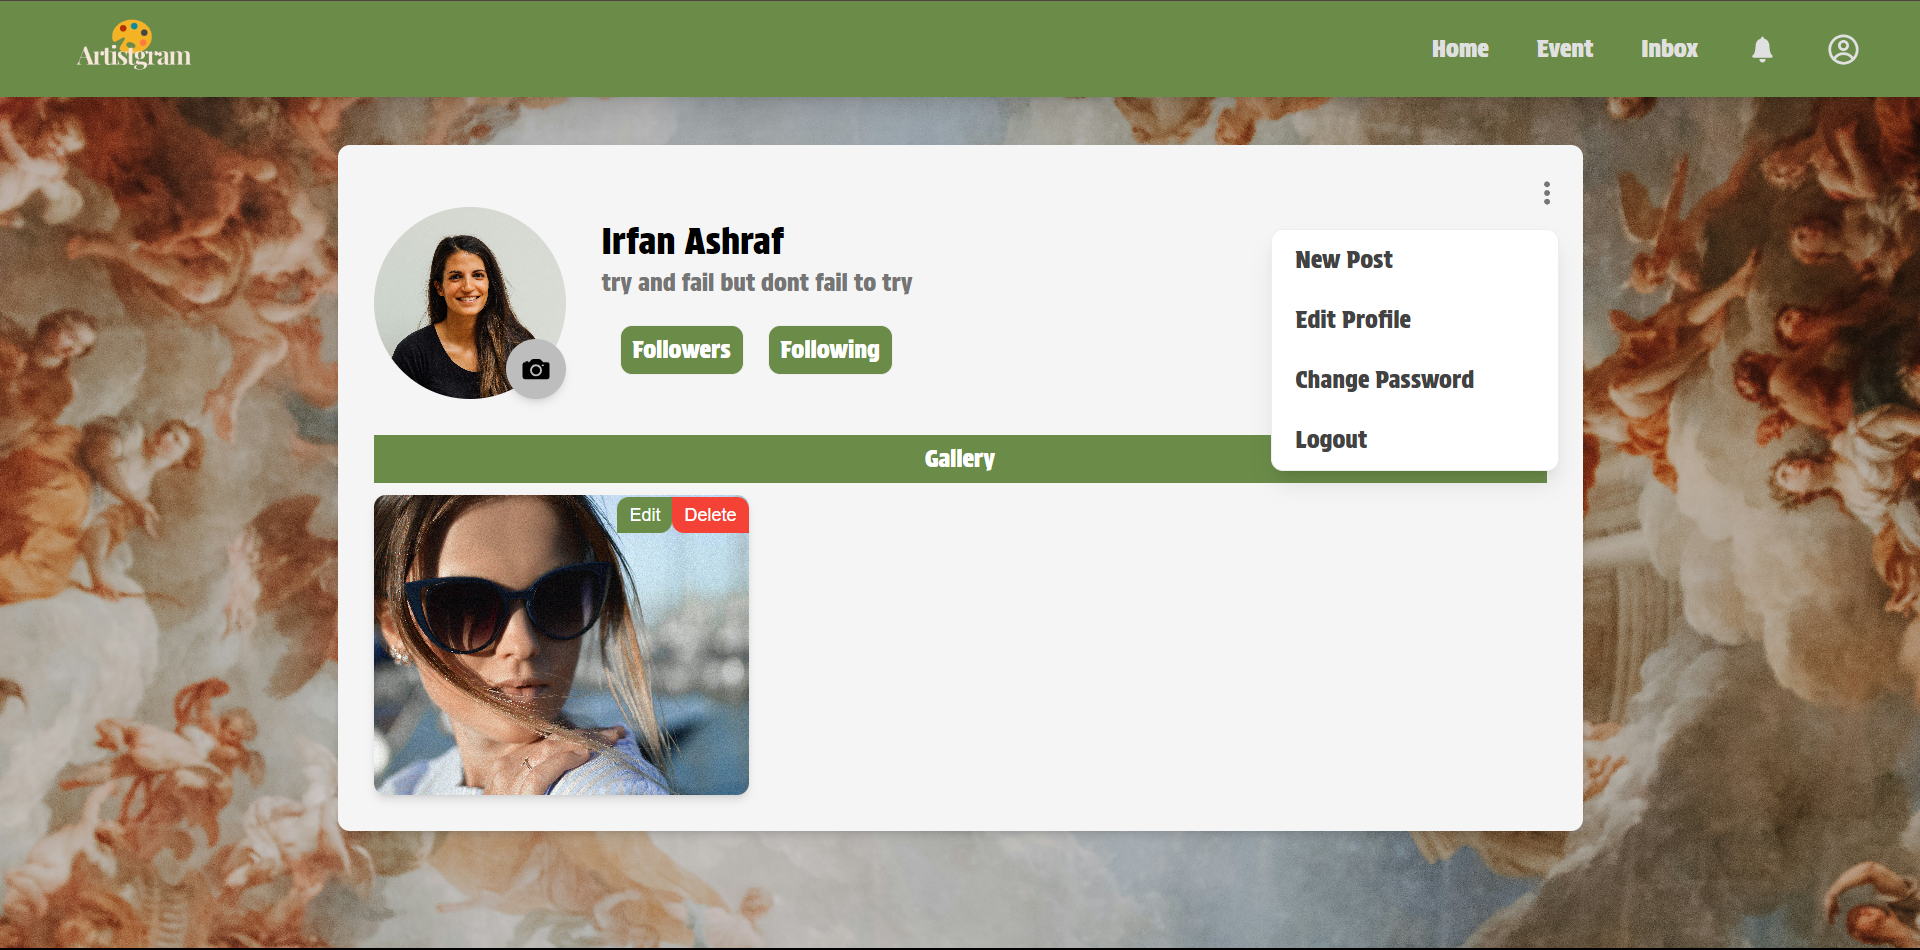 Artistgram
Home
Event
Inbox
Irfan Ashraf
try and fail but dont fail to try
Followers
Following
New Post
Edit Profile
Change Password
Logout
Gallery
Edit
Delete